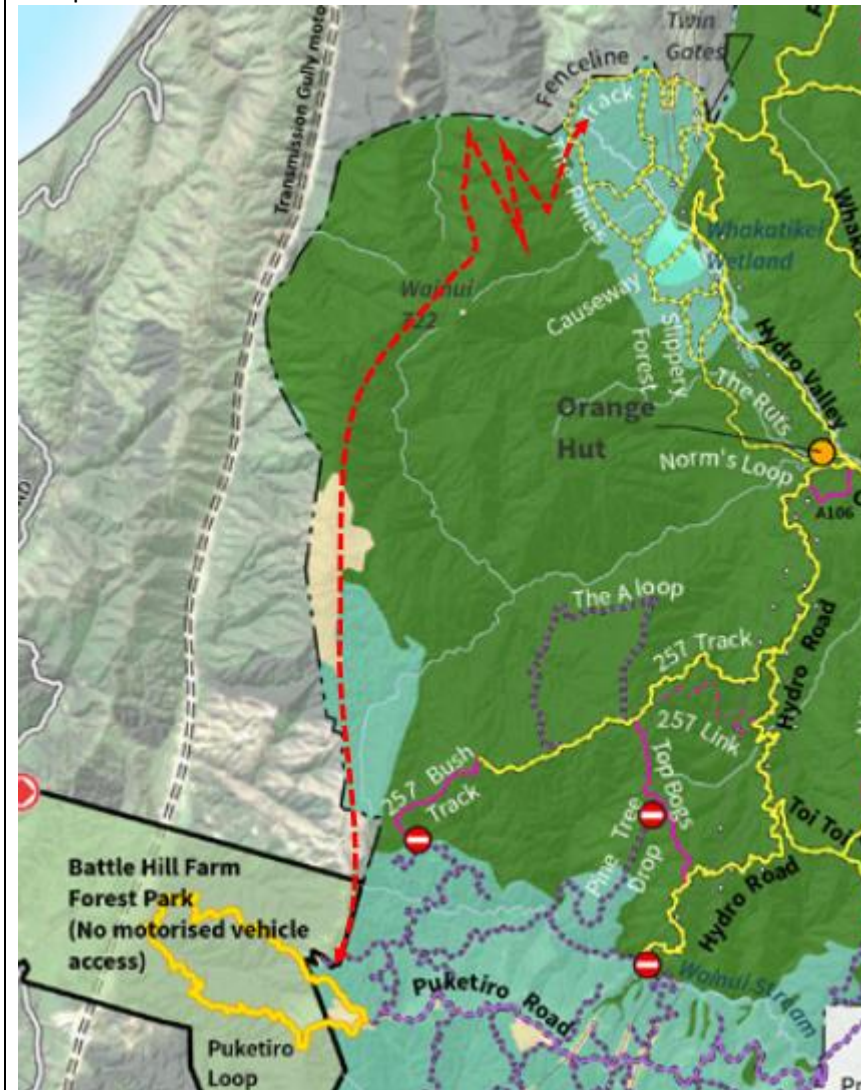 Twin
Gates
Fenceline
Track
The Pines
Transmission Gully moto
Whakatikei
Wetland
Whaka
Wainui
722
Causeway
Slippery
Forest
Hydro Valley
The Ruts
Orange
Hut
Norm's Loop
A106
The A loop
257 Track
Hydro Road
257 Link
257 Bush
Track
Top Bogs
Pine Tree
Drop
Toi Toi
Hydro Road
Battle Hill Farm
Forest Park
(No motorised vehicle
access)
Wainui Stream
Puketiro Road
Puketiro
Loop